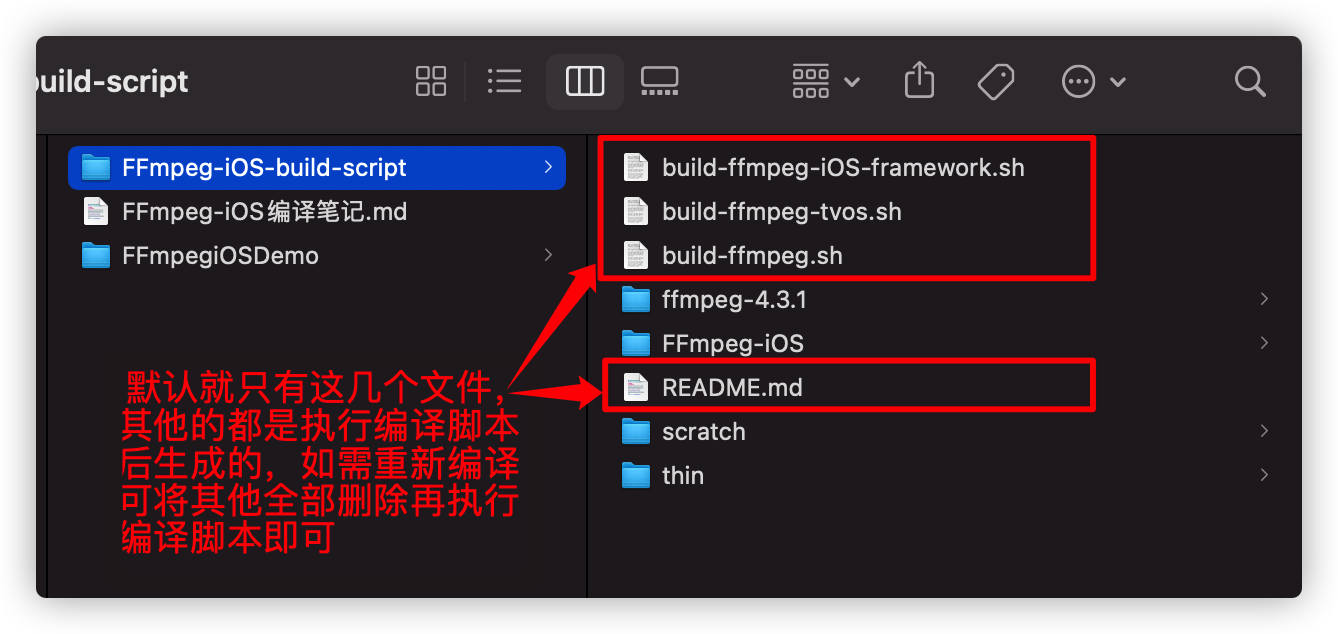 build-script
FFmpeg-iOS-build-script
FFmpeg-iOS编译笔记.md
FFmpegiOSDemo
build-ffmpeg-iOS-framework.sh
build-ffmpeg-tvos.sh
build-ffmpeg.sh
ffmpeg-4.3.1
FFmpeg-iOS
README.md
scratch
thin
默认就只有这几个文件,
其他的都是执行编译脚本
后生成的, 如需重新编译
可将其他全部删除再执行
编译脚本即可